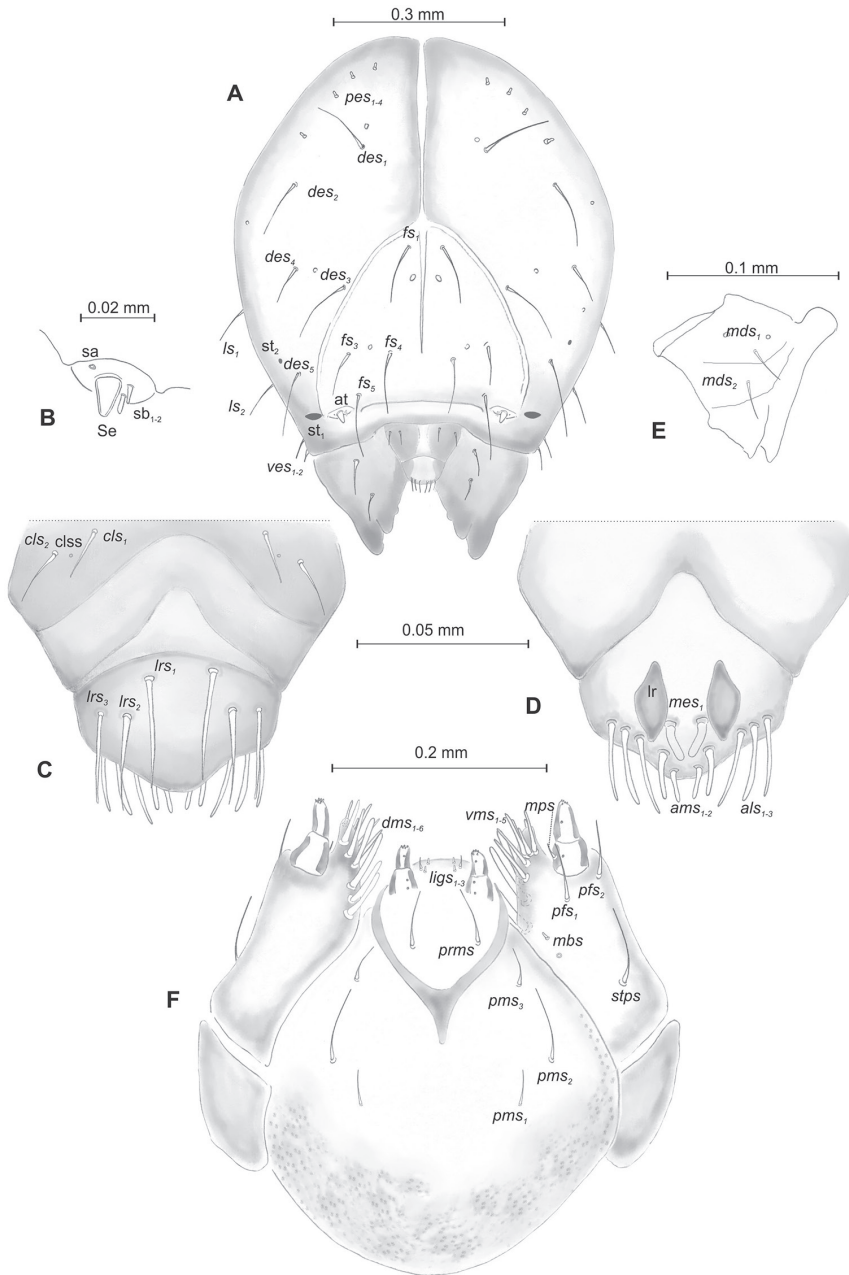 0.3 mm
A
pes₁₋₄
des₁
des₂
fs₁
des₄
des₃
0.1 mm
0.02 mm
ls₁
st₂
fs₃
fs₄
mds₁
sa
des₅
mds₂
ls₂
fs₅
at
B
sb₁₋₂
E
Se
st₁
ves₁₋₂
cls₂
clss
cls₁
0.05 mm
lrs₁
lr
mes₁
lrs₃
lrs₂
D
C
0.2 mm
ams₁₋₂
als₁₋₃
dms₁₋₆
vms₁₋₅
mps
ligs₁₋₃
pfs₂
pfs₁
prms
mbs
F
pms₃
stps
pms₂
pms₁